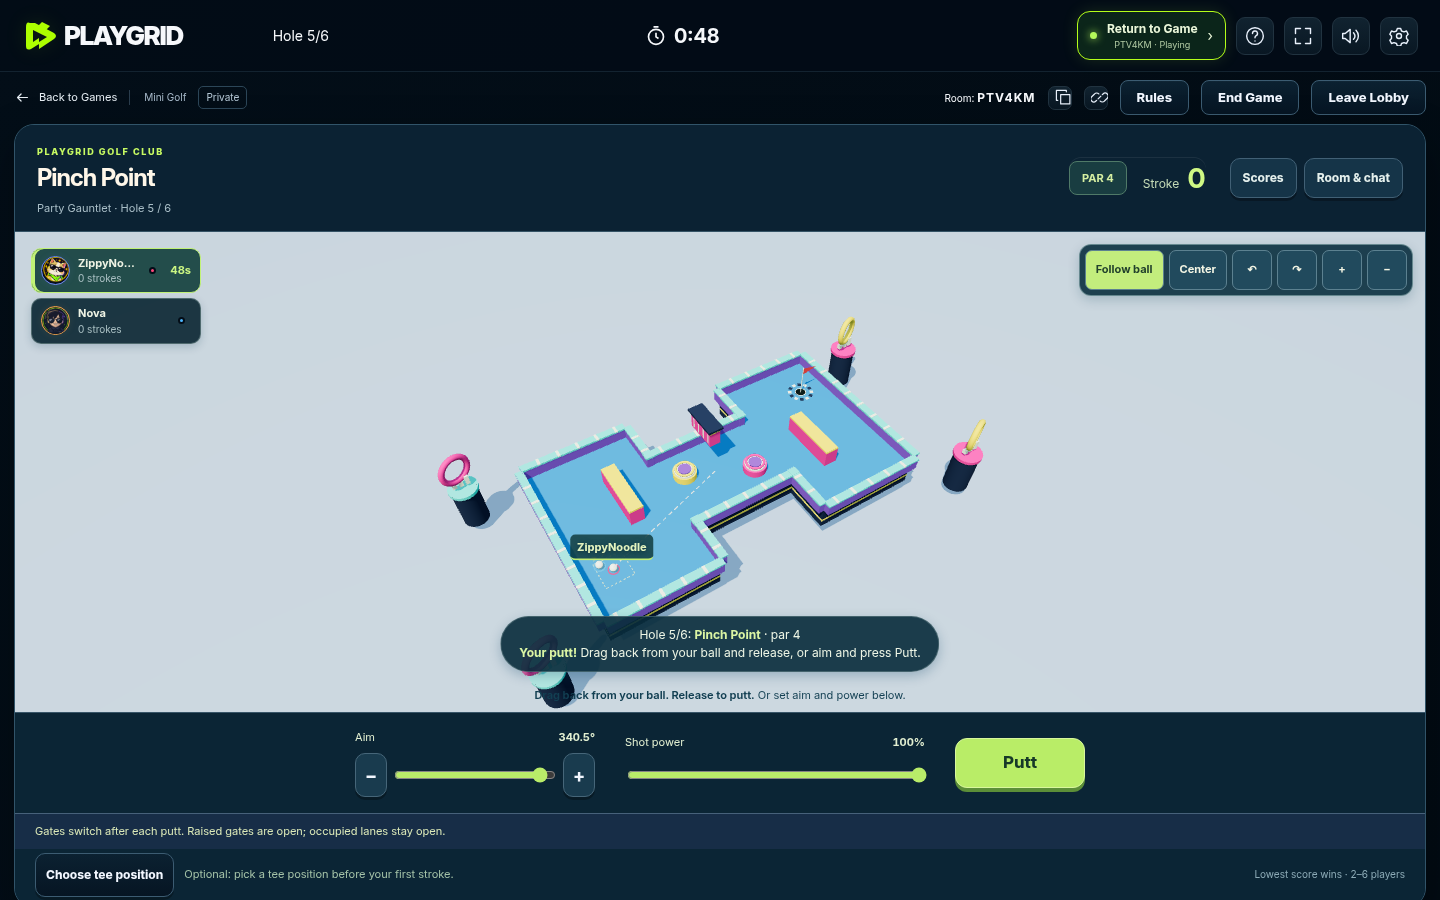 PLAYGRID
Hole 5/6
0:48
Return to Game
PTV4KM · Playing
Back to Games
Mini Golf
Private
Room: PTV4KM
Rules
End Game
Leave Lobby
PLAYGRID GOLF CLUB
Pinch Point
Party Gauntlet · Hole 5 / 6
PAR 4
Stroke 0
Scores
Room & chat
ZippyNo...
0 strokes
48s
Nova
0 strokes
Follow ball
Center
↶
↷
+
−
ZippyNoodle
Hole 5/6: Pinch Point · par 4
Your putt! Drag back from your ball and release, or aim and press Putt.
Drag back from your ball. Release to putt. Or set aim and power below.
Aim
340.5°
−
+
Shot power
100%
Putt
Gates switch after each putt. Raised gates are open; occupied lanes stay open.
Choose tee position
Optional: pick a tee position before your first stroke.
Lowest score wins · 2–6 players